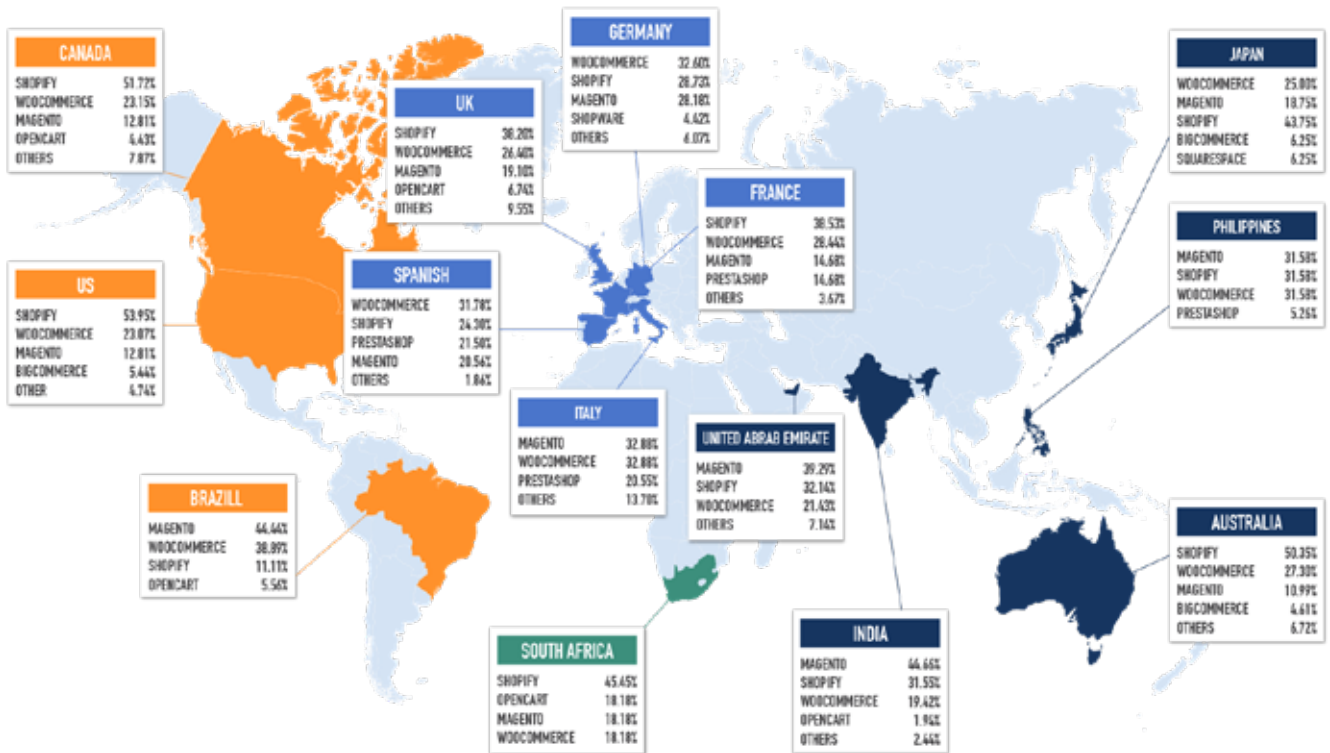 CANADA
SHOPIFY 51.72%
WOOCOMMERCE 23.15%
MAGENTO 12.81%
OPENCART 4.43%
OTHERS 7.87%
US
SHOPIFY 53.95%
WOOCOMMERCE 23.07%
MAGENTO 12.81%
BIGCOMMERCE 5.44%
OTHER 4.74%
BRAZILL
MAGENTO 44.44%
WOOCOMMERCE 38.89%
SHOPIFY 11.11%
OPENCART 5.56%
UK
SHOPIFY 38.20%
WOOCOMMERCE 26.40%
MAGENTO 19.10%
OPENCART 6.74%
OTHERS 9.55%
SPANISH
WOOCOMMERCE 31.78%
SHOPIFY 24.30%
PRESTASHOP 21.50%
MAGENTO 20.56%
OTHERS 1.86%
GERMANY
WOOCOMMERCE 32.60%
SHOPIFY 28.73%
MAGENTO 28.18%
SHOPWARE 4.42%
OTHERS 6.07%
FRANCE
SHOPIFY 38.53%
WOOCOMMERCE 28.44%
MAGENTO 14.68%
PRESTASHOP 14.68%
OTHERS 3.67%
ITALY
MAGENTO 32.88%
WOOCOMMERCE 32.88%
PRESTASHOP 20.55%
OTHERS 13.70%
UNITED ABRAB EMIRATE
MAGENTO 39.29%
SHOPIFY 32.14%
WOOCOMMERCE 21.43%
OTHERS 7.14%
SOUTH AFRICA
SHOPIFY 45.45%
OPENCART 18.18%
MAGENTO 18.18%
WOOCOMMERCE 18.18%
INDIA
MAGENTO 44.66%
SHOPIFY 31.55%
WOOCOMMERCE 19.42%
OPENCART 1.94%
OTHERS 2.44%
JAPAN
WOOCOMMERCE 25.00%
MAGENTO 18.75%
SHOPIFY 43.75%
BIGCOMMERCE 6.25%
SQUARESPACE 6.25%
PHILIPPINES
MAGENTO 31.58%
SHOPIFY 31.58%
WOOCOMMERCE 31.58%
PRESTASHOP 5.26%
AUSTRALIA
SHOPIFY 50.35%
WOOCOMMERCE 27.30%
MAGENTO 10.99%
BIGCOMMERCE 4.61%
OTHERS 6.72%